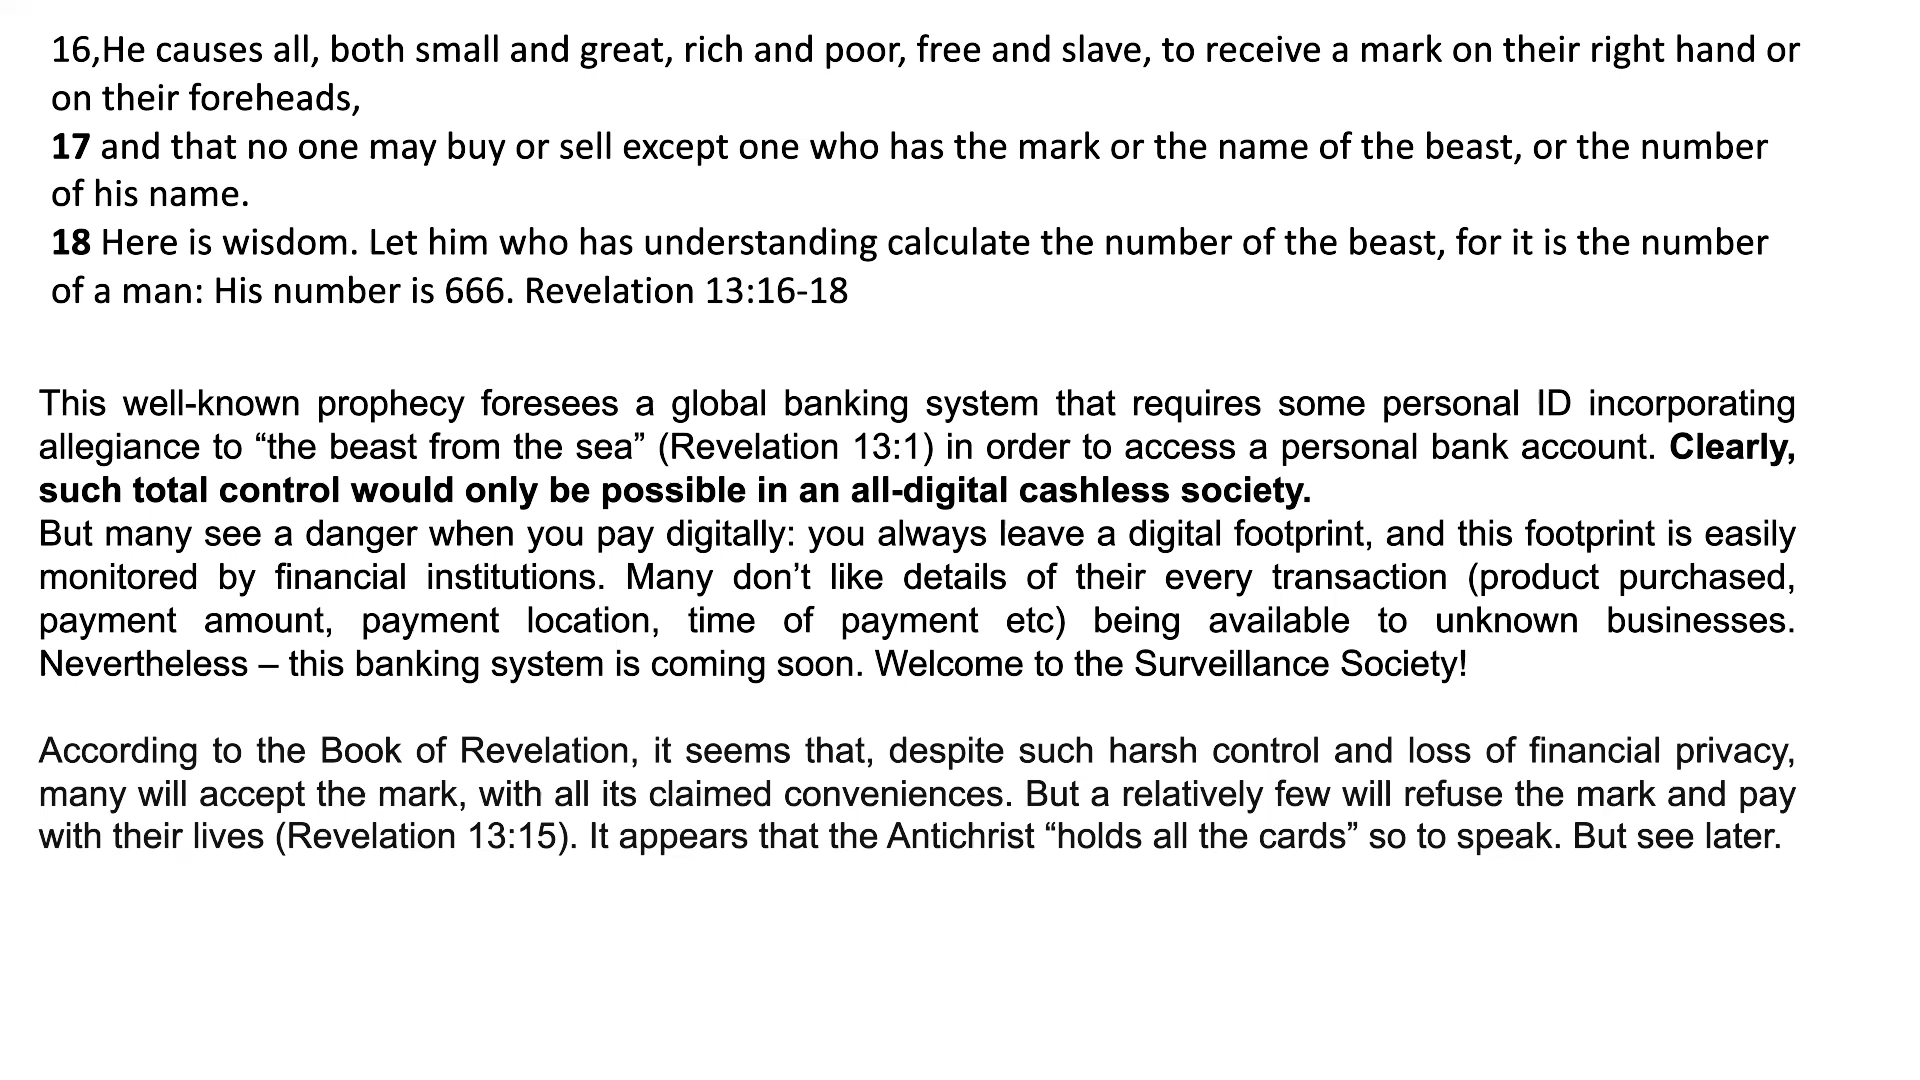 16,He causes all, both small and great, rich and poor, free and slave, to receive a mark on their right hand or
on their foreheads,
17 and that no one may buy or sell except one who has the mark or the name of the beast, or the number
of his name.
18 Here is wisdom. Let him who has understanding calculate the number of the beast, for it is the number
of a man: His number is 666. Revelation 13:16-18
This well-known prophecy foresees a global banking system that requires some personal ID incorporating
allegiance to “the beast from the sea” (Revelation 13:1) in order to access a personal bank account. Clearly,
such total control would only be possible in an all-digital cashless society.
But many see a danger when you pay digitally: you always leave a digital footprint, and this footprint is easily
monitored by financial institutions. Many don’t like details of their every transaction (product purchased,
payment amount, payment location, time of payment etc) being available to unknown businesses.
Nevertheless – this banking system is coming soon. Welcome to the Surveillance Society!
According to the Book of Revelation, it seems that, despite such harsh control and loss of financial privacy,
many will accept the mark, with all its claimed conveniences. But a relatively few will refuse the mark and pay
with their lives (Revelation 13:15). It appears that the Antichrist “holds all the cards” so to speak. But see later.